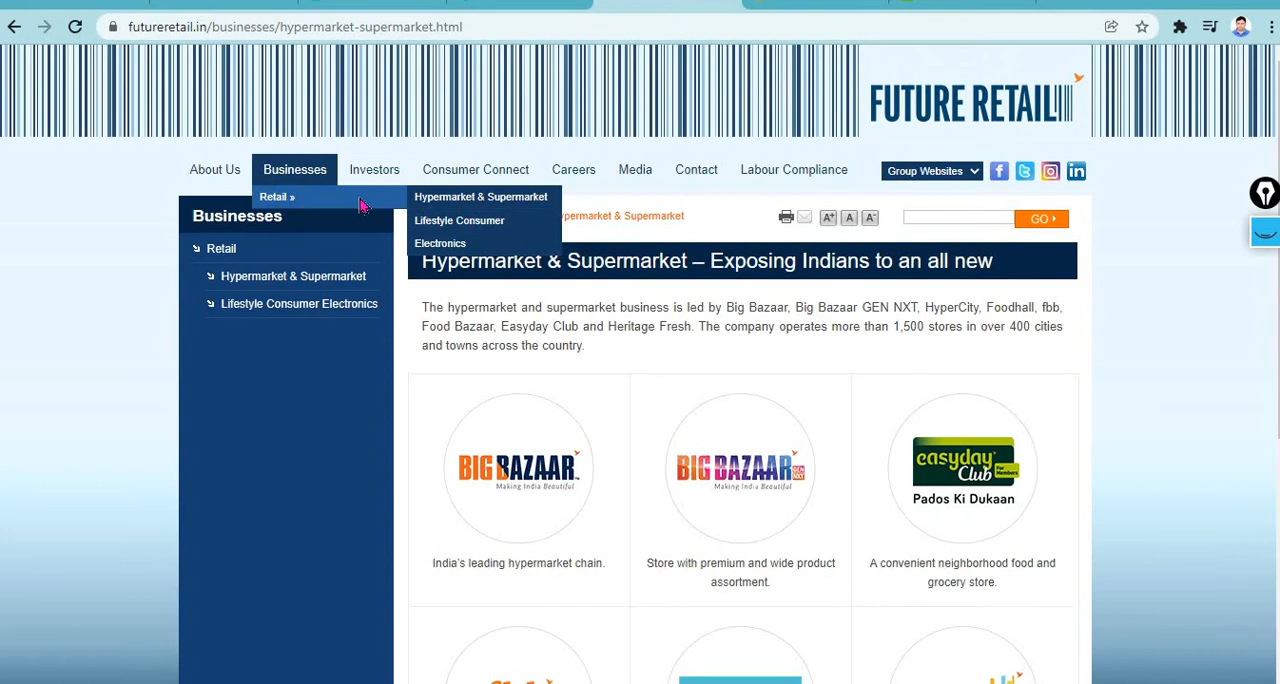 futureretail.in/businesses/hypermarket-supermarket.html
FUTURE RETAIL
About Us Businesses Investors Consumer Connect Careers Media Contact Labour Compliance Group Websites
Retail »
Hypermarket & Supermarket
Lifestyle Consumer
Electronics
Businesses
Retail
Hypermarket & Supermarket
Lifestyle Consumer Electronics
ypermarket & Supermarket
A+ A A-
GO
Hypermarket & Supermarket – Exposing Indians to an all new
The hypermarket and supermarket business is led by Big Bazaar, Big Bazaar GEN NXT, HyperCity, Foodhall, fbb,
Food Bazaar, Easyday Club and Heritage Fresh. The company operates more than 1,500 stores in over 400 cities
and towns across the country.
BIG BAZAAR
Making India Beautiful
India's leading hypermarket chain.
BIG BAZAAR GEN NXT
Making India Beautiful
Store with premium and wide product
assortment.
easyday
Club For Members
Pados Ki Dukaan
A convenient neighborhood food and
grocery store.